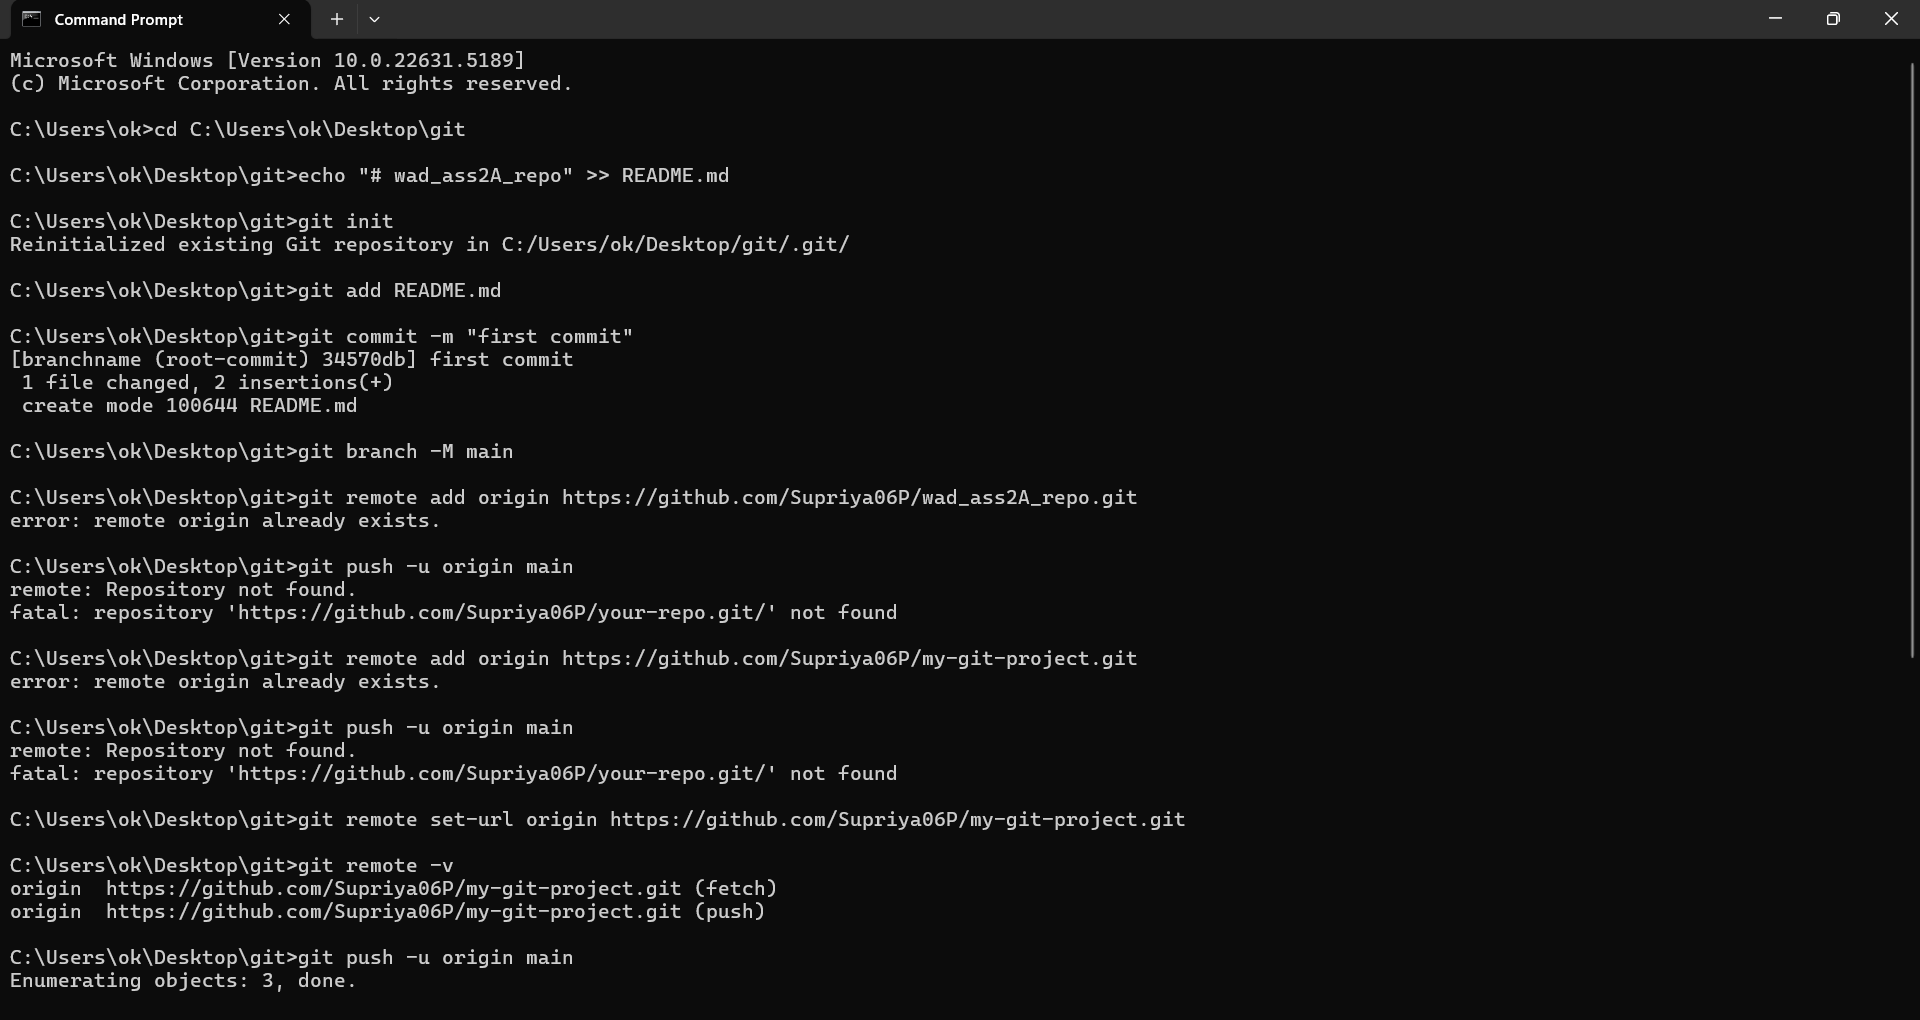 Command Prompt
Microsoft Windows [Version 10.0.22631.5189]
(c) Microsoft Corporation. All rights reserved.
C:\Users\ok>cd C:\Users\ok\Desktop\git
C:\Users\ok\Desktop\git>echo "# wad_ass2A_repo" >> README.md
C:\Users\ok\Desktop\git>git init
Reinitialized existing Git repository in C:/Users/ok/Desktop/git/.git/
C:\Users\ok\Desktop\git>git add README.md
C:\Users\ok\Desktop\git>git commit -m "first commit"
[branchname (root-commit) 34570db] first commit
 1 file changed, 2 insertions(+)
 create mode 100644 README.md
C:\Users\ok\Desktop\git>git branch -M main
C:\Users\ok\Desktop\git>git remote add origin https://github.com/Supriya06P/wad_ass2A_repo.git
error: remote origin already exists.
C:\Users\ok\Desktop\git>git push -u origin main
remote: Repository not found.
fatal: repository 'https://github.com/Supriya06P/your-repo.git/' not found
C:\Users\ok\Desktop\git>git remote add origin https://github.com/Supriya06P/my-git-project.git
error: remote origin already exists.
C:\Users\ok\Desktop\git>git push -u origin main
remote: Repository not found.
fatal: repository 'https://github.com/Supriya06P/your-repo.git/' not found
C:\Users\ok\Desktop\git>git remote set-url origin https://github.com/Supriya06P/my-git-project.git
C:\Users\ok\Desktop\git>git remote -v
origin  https://github.com/Supriya06P/my-git-project.git (fetch)
origin  https://github.com/Supriya06P/my-git-project.git (push)
C:\Users\ok\Desktop\git>git push -u origin main
Enumerating objects: 3, done.